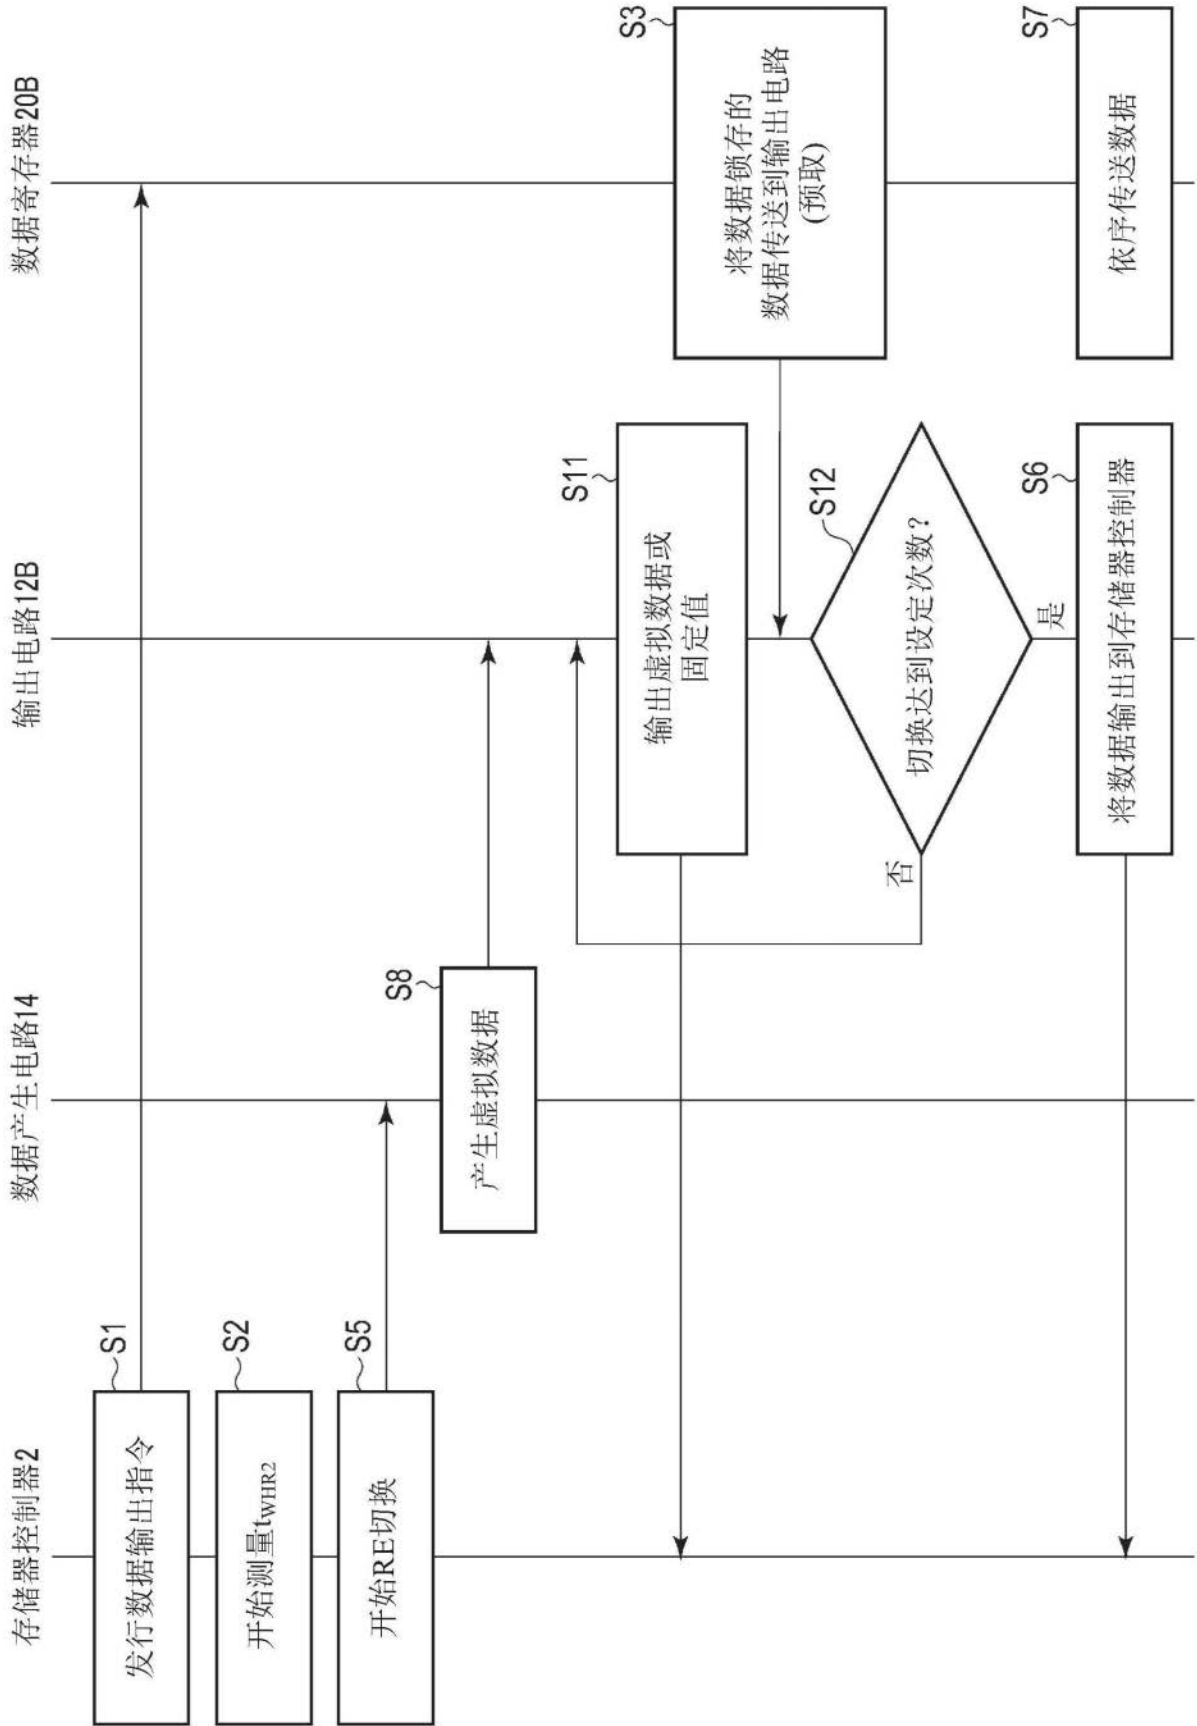 存储器控制器2
数据产生电路14
输出电路12B
数据寄存器20B
S1
发行数据输出指令
S2
开始测量tWHR2
S5
开始RE切换
S8
产生虚拟数据
S11
输出虚拟数据或
固定值
S3
将数据锁存的
数据传送到输出电路
(预取)
S12
切换达到设定次数?
否
是
S6
将数据输出到存储器控制器
S7
依序传送数据